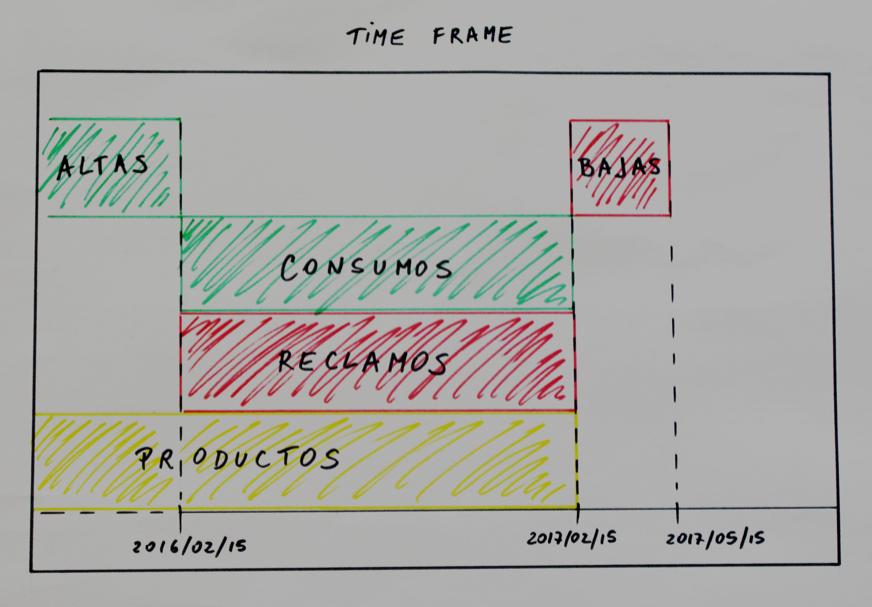 TIME FRAME
ALTAS
BAJAS
CONSUMOS
RECLAMOS
PRODUCTOS
2016/02/15
2017/02/15
2017/05/15